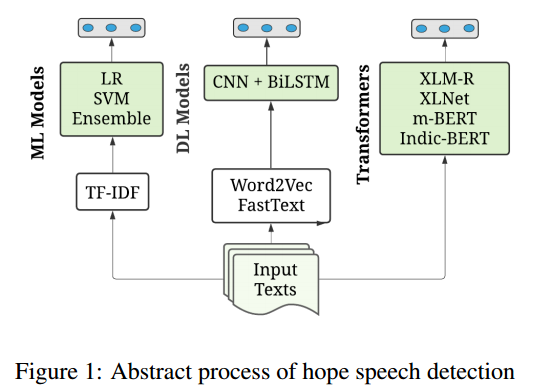 ML Models
LR
SVM
Ensemble
TF-IDF
DL Models
CNN + BiLSTM
Word2Vec
FastText
Transformers
XLM-R
XLNet
m-BERT
Indic-BERT
Input
Texts
Figure 1: Abstract process of hope speech detection